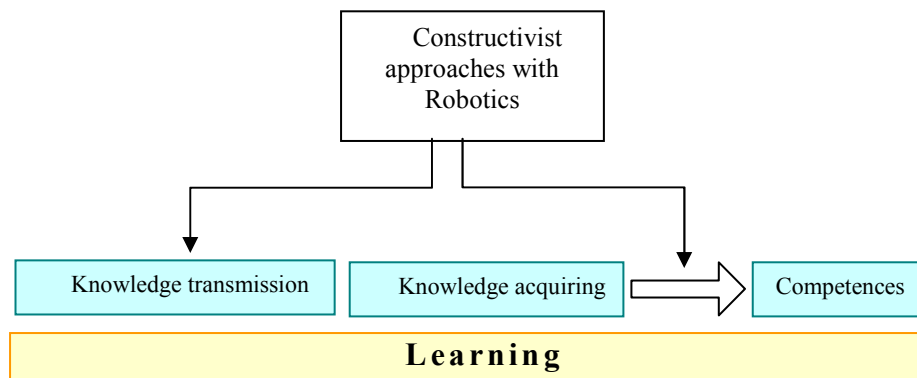 Constructivist
approaches with
Robotics
Knowledge transmission
Knowledge acquiring
Competences
Learning